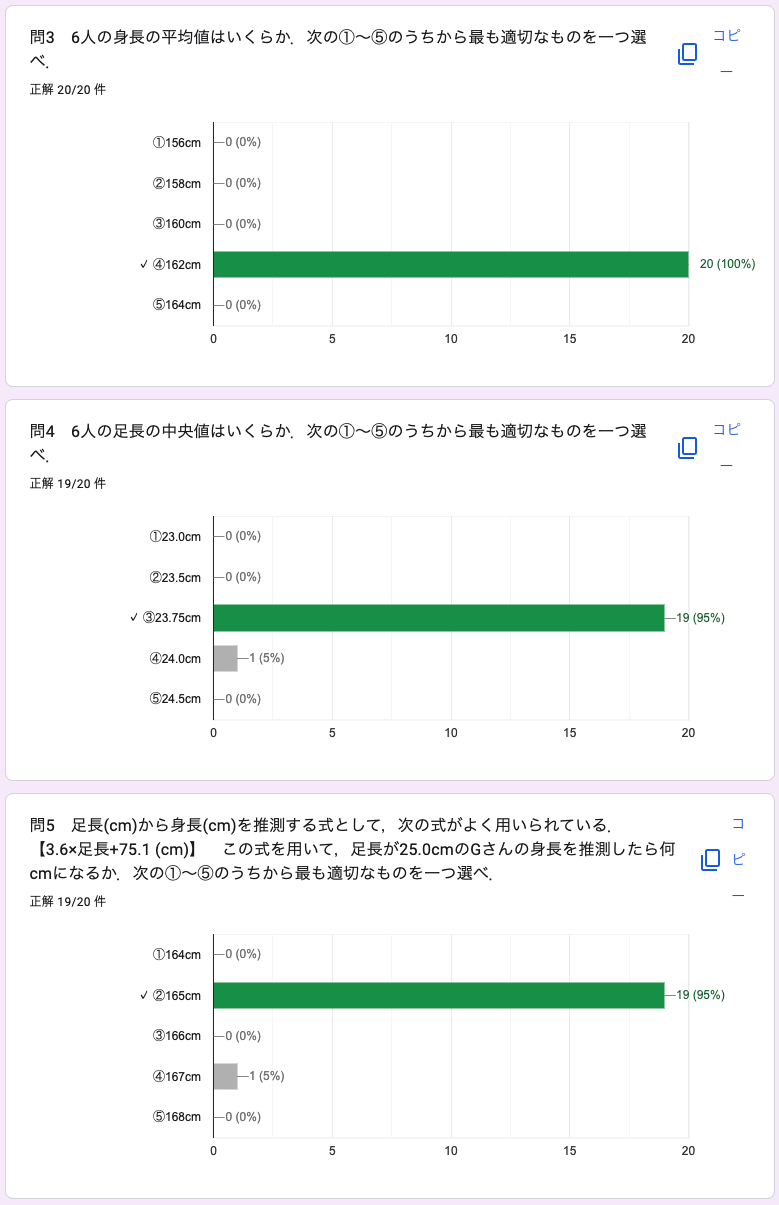 問3　6人の身長の平均値はいくらか．次の①〜⑤のうちから最も適切なものを一つ選
べ．
コピ
ー
正解 20/20 件
①156cm
0 (0%)
②158cm
0 (0%)
③160cm
0 (0%)
✓ ④162cm
20 (100%)
⑤164cm
0 (0%)
0 5 10 15 20
問4　6人の足長の中央値はいくらか．次の①〜⑤のうちから最も適切なものを一つ選
べ．
コピ
ー
正解 19/20 件
①23.0cm
0 (0%)
②23.5cm
0 (0%)
✓ ③23.75cm
19 (95%)
④24.0cm
1 (5%)
⑤24.5cm
0 (0%)
0 5 10 15 20
問5　足長(cm)から身長(cm)を推測する式として，次の式がよく用いられている．
【3.6×足長+75.1 (cm)】　この式を用いて，足長が25.0cmのGさんの身長を推測したら何
cmになるか．次の①〜⑤のうちから最も適切なものを一つ選べ．
コ
ピ
ー
正解 19/20 件
①164cm
0 (0%)
✓ ②165cm
19 (95%)
③166cm
0 (0%)
④167cm
1 (5%)
⑤168cm
0 (0%)
0 5 10 15 20